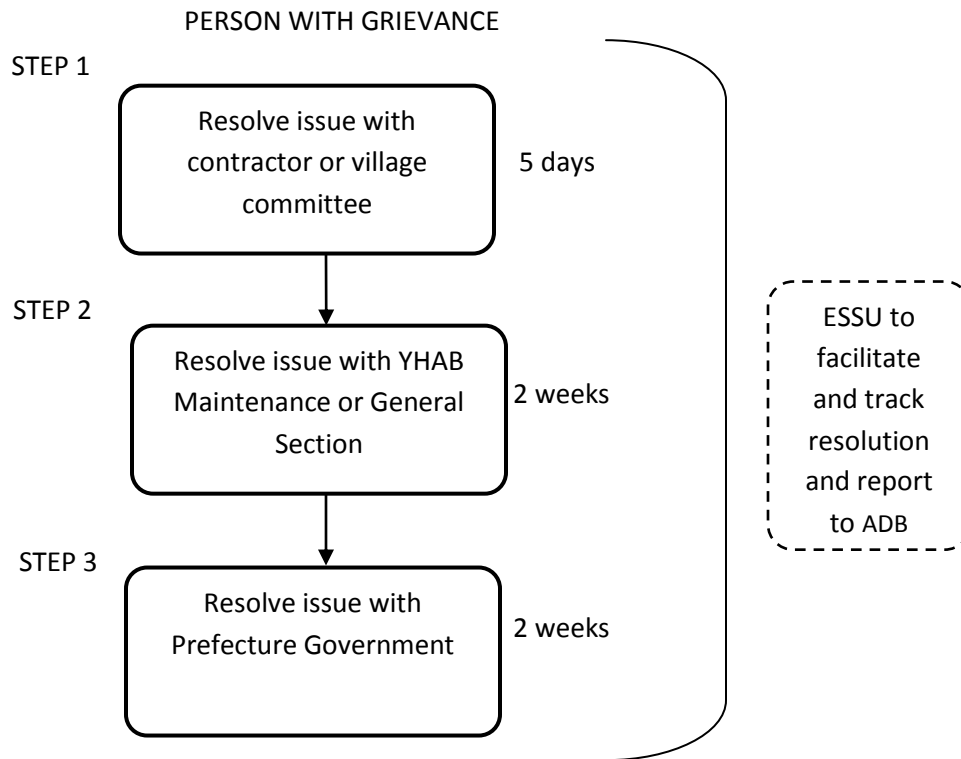 PERSON WITH GRIEVANCE
STEP 1
Resolve issue with
contractor or village
committee
5 days
STEP 2
Resolve issue with YHAB
Maintenance or General
Section
2 weeks
STEP 3
Resolve issue with
Prefecture Government
2 weeks
ESSU to
facilitate
and track
resolution
and report
to ADB